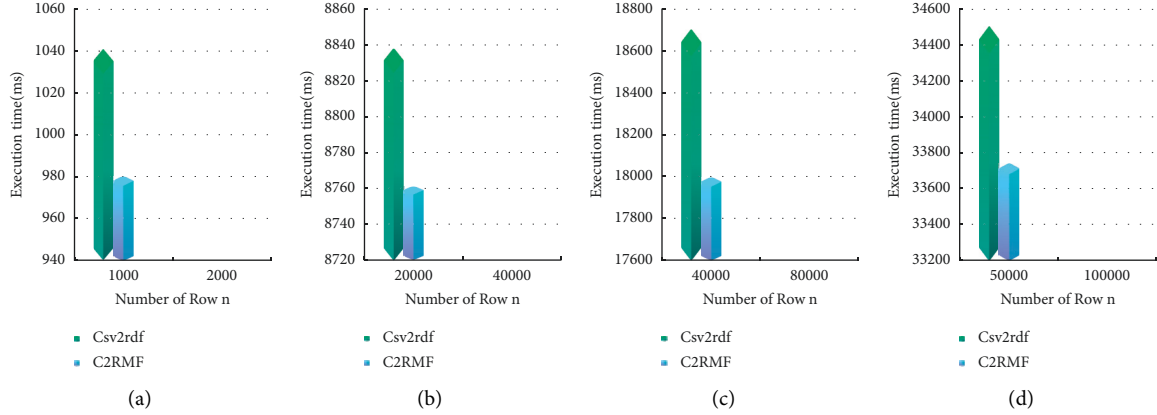 1060
1040
1020
1000
980
960
940
Execution time(ms)
1000
2000
Number of Row n
Csv2rdf
C2RMF
(a)
8860
8840
8820
8800
8780
8760
8740
8720
Execution time(ms)
20000
40000
Number of Row n
Csv2rdf
C2RMF
(b)
18800
18600
18400
18200
18000
17800
17600
Execution time(ms)
40000
80000
Number of Row n
Csv2rdf
C2RMF
(c)
34600
34400
34200
34000
33800
33600
33400
33200
Execution time(ms)
50000
100000
Number of Row n
Csv2rdf
C2RMF
(d)